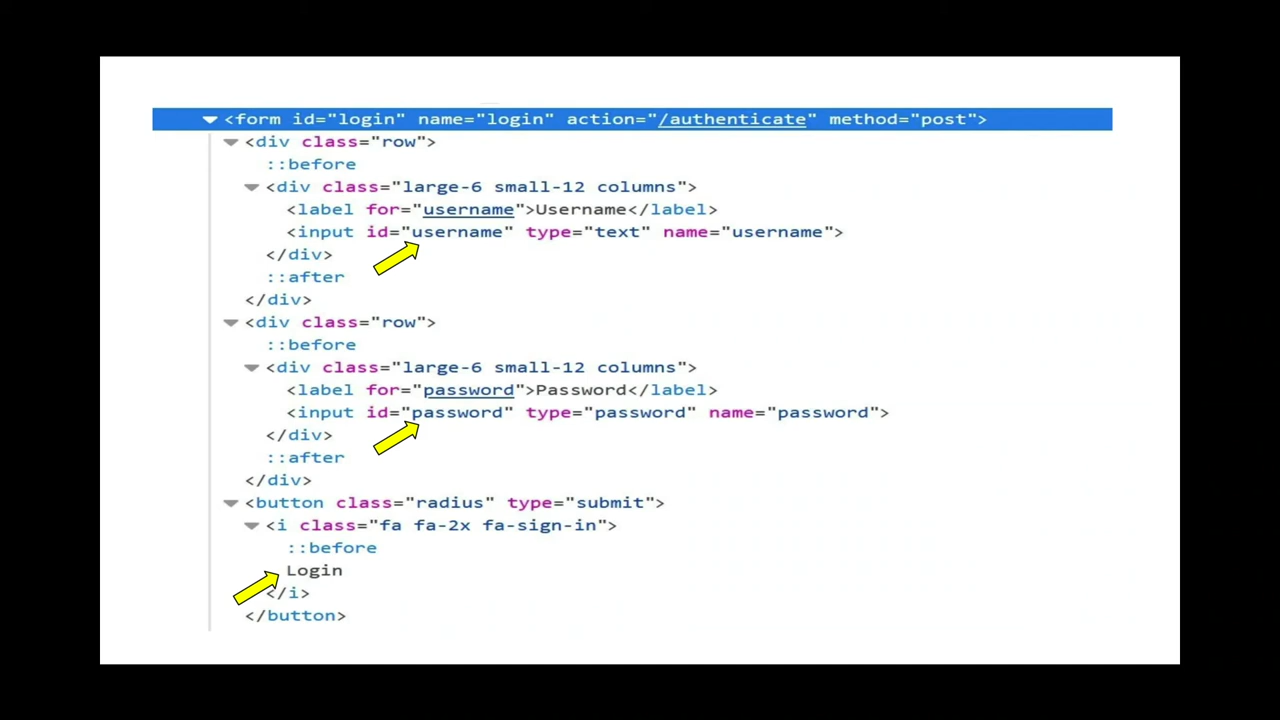 <form id="login" name="login" action="/authenticate" method="post">
<div class="row">
::before
<div class="large-6 small-12 columns">
<label for="username">Username</label>
<input id="username" type="text" name="username">
</div>
::after
</div>
<div class="row">
::before
<div class="large-6 small-12 columns">
<label for="password">Password</label>
<input id="password" type="password" name="password">
</div>
::after
</div>
<button class="radius" type="submit">
<i class="fa fa-2x fa-sign-in">
::before
Login
</i>
</button>